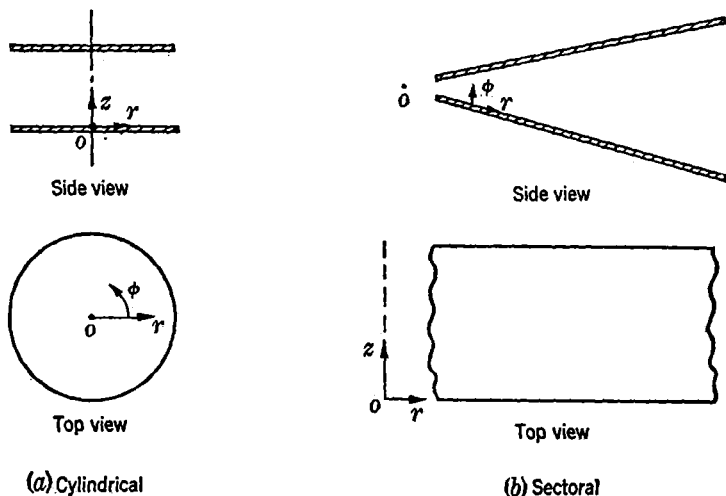 z
r
o
Side view
ϕ
r
o
Top view
(a) Cylindrical
o
ϕ
r
Side view
z
o
r
Top view
(b) Sectoral